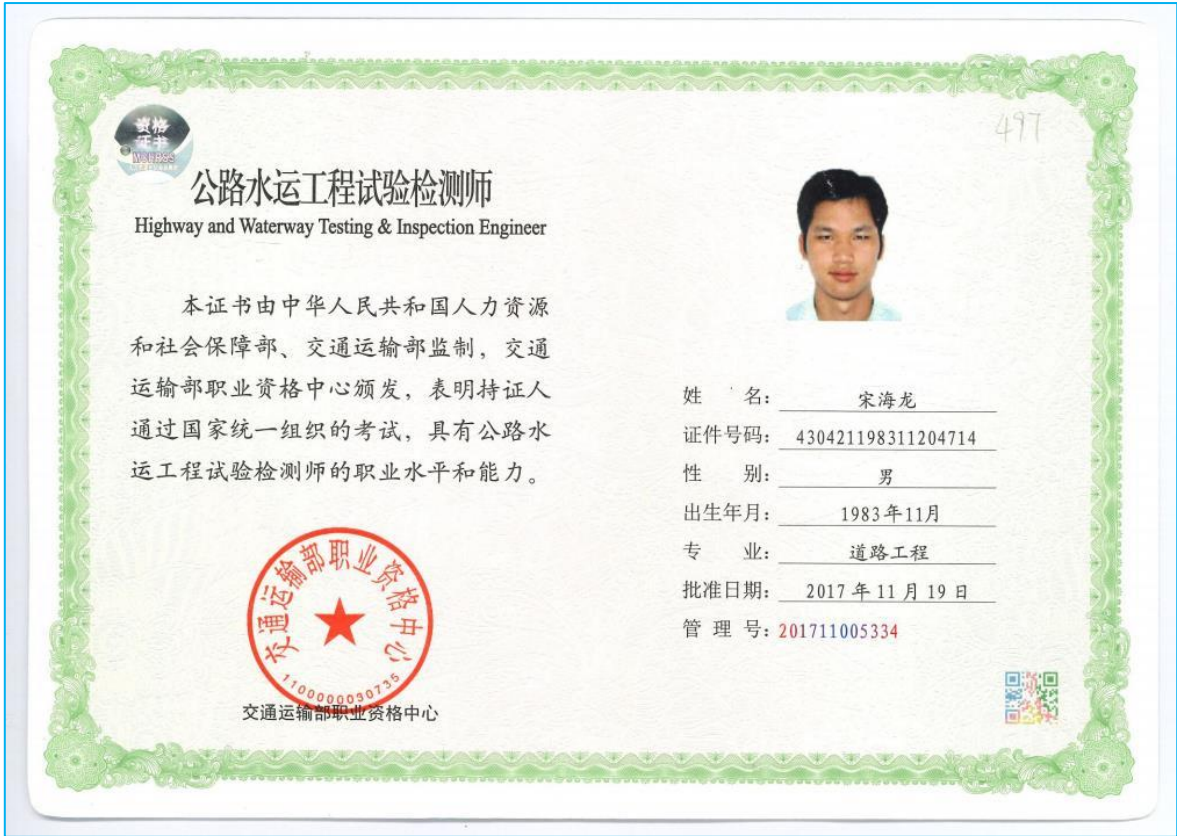 资格
证书
MOHRSS
497
公路水运工程试验检测师
Highway and Waterway Testing & Inspection Engineer
本证书由中华人民共和国人力资源
和社会保障部、交通运输部监制，交通
运输部职业资格中心颁发，表明持证人
通过国家统一组织的考试，具有公路水
运工程试验检测师的职业水平和能力。
交通运输部职业资格中心
1100000030735
交通运输部职业资格中心
姓 名：宋海龙
证件号码：430421198311204714
性 别：男
出生年月：1983年11月
专 业：道路工程
批准日期：2017年11月19日
管 理 号：201711005334